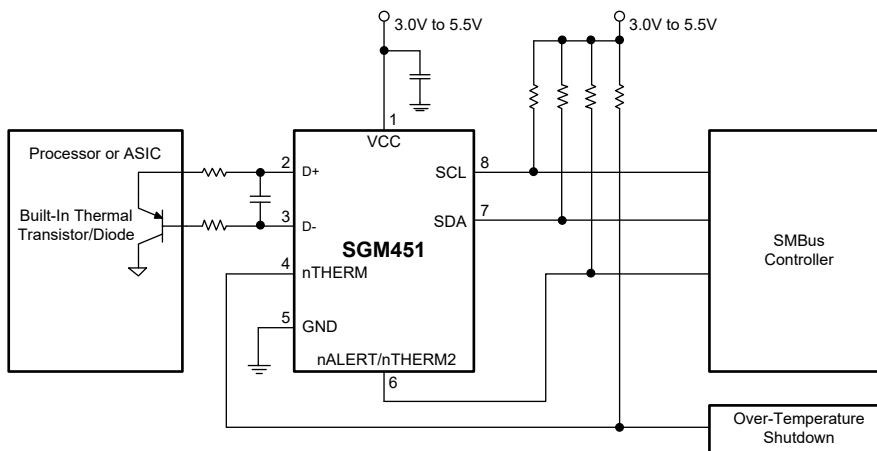 3.0V to 5.5V
3.0V to 5.5V
1
VCC
Processor or ASIC
Built-In Thermal
Transistor/Diode
2
D+
3
D-
SGM451
4
nTHERM
5
GND
nALERT/nTHERM2
6
SCL
8
SDA
7
SMBus
Controller
Over-Temperature
Shutdown